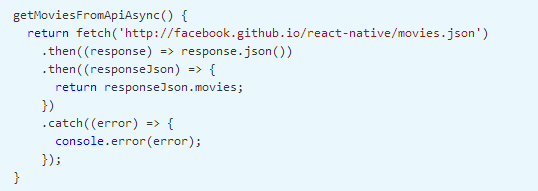 getMoviesFromApiAsync() {
  return fetch('http://facebook.github.io/react-native/movies.json')
    .then((response) => response.json())
    .then((responseJson) => {
      return responseJson.movies;
    })
    .catch((error) => {
      console.error(error);
    });
}